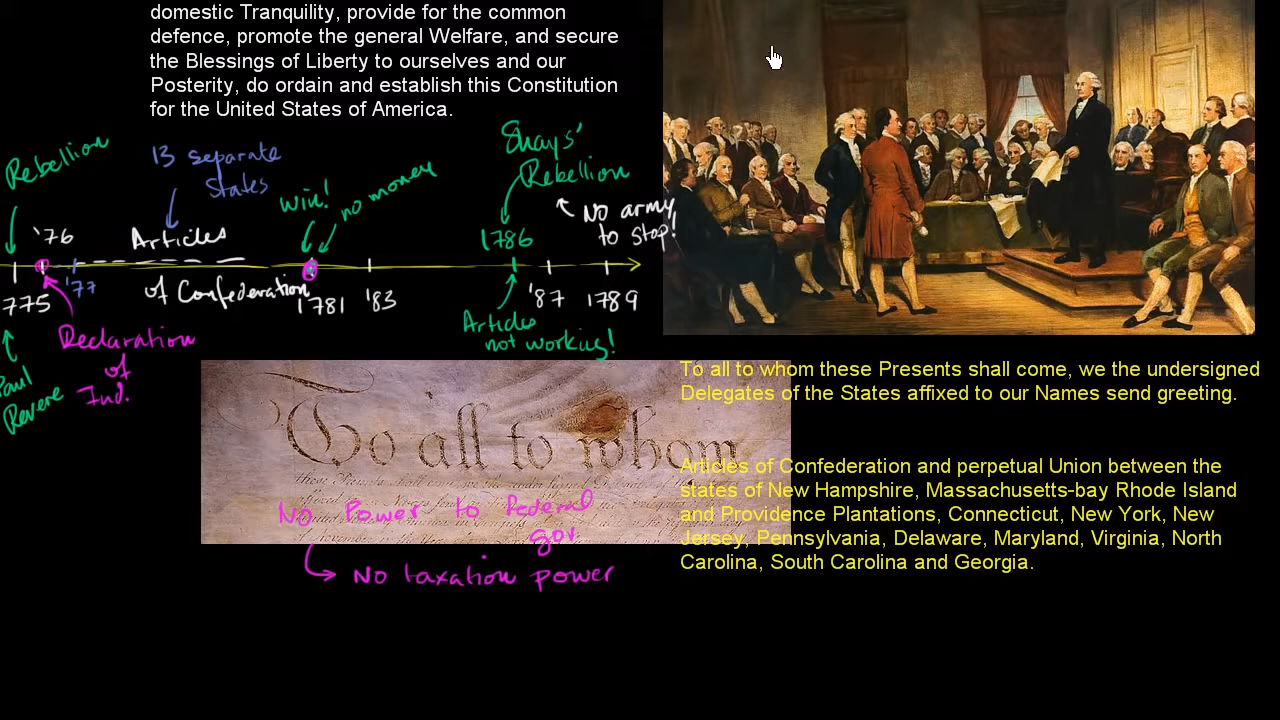 domestic Tranquility, provide for the common
defence, promote the general Welfare, and secure
the Blessings of Liberty to ourselves and our
Posterity, do ordain and establish this Constitution
for the United States of America.
Rebellion
13 separate
States
win!
no money
Shays'
Rebellion
No army
to stop!
'76
Articles
1786
775
'77
of Confederation
1781
'83
'87
1789
Declaration
of
Ind.
Paul
Revere
Articles
not working!
To all to whom
No Power to Federal
gov
No taxation power
To all to whom these Presents shall come, we the undersigned
Delegates of the States affixed to our Names send greeting.
Articles of Confederation and perpetual Union between the
states of New Hampshire, Massachusetts-bay Rhode Island
and Providence Plantations, Connecticut, New York, New
Jersey, Pennsylvania, Delaware, Maryland, Virginia, North
Carolina, South Carolina and Georgia.